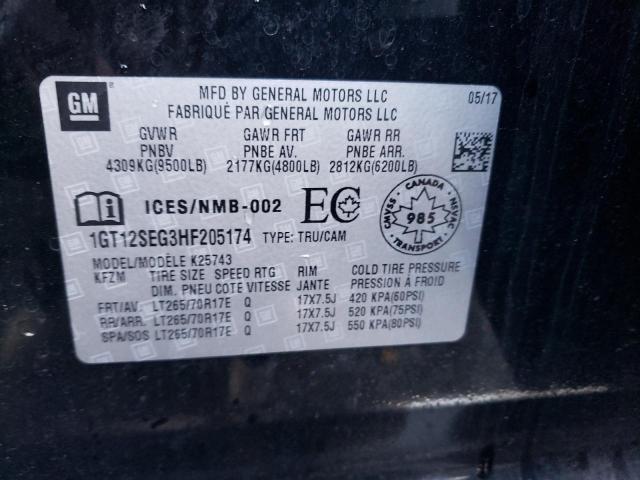 GM
MFD BY GENERAL MOTORS LLC 05/17
FABRIQUÉ PAR GENERAL MOTORS LLC
GVWR GAWR FRT GAWR RR
PNBV PNBE AV. PNBE ARR.
4309KG(9500LB) 2177KG(4800LB) 2812KG(6200LB)
ICES/NMB-002 EC
CANADA
CMVSS 985 NSVAC
TRANSPORT
1GT12SEG3HF205174 TYPE: TRU/CAM
MODEL/MODÈLE K25743
KFZM TIRE SIZE SPEED RTG RIM COLD TIRE PRESSURE
DIM. PNEU COTE VITESSE JANTE PRESSION À FROID
FRT/AV. LT265/70R17E Q 17X7.5J 420 KPA(60PSI)
RR/ARR. LT265/70R17E Q 17X7.5J 520 KPA(75PSI)
SPA/SOS LT265/70R17E Q 17X7.5J 550 KPA(80PSI)